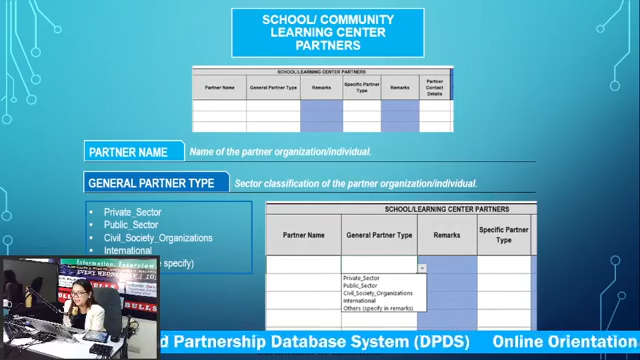 SCHOOL/ COMMUNITY
LEARNING CENTER
PARTNERS
SCHOOL/LEARNING CENTER PARTNERS
Partner Name
General Partner Type
Remarks
Specific Partner
Type
Remarks
Partner
Contact
Details
PARTNER NAME
Name of the partner organization/individual.
GENERAL PARTNER TYPE
Sector classification of the partner organization/individual.
• Private_Sector
• Public_Sector
• Civil_Society_Organizations
• International
specify)
SCHOOL/LEARNING CENTER PARTNERS
Partner Name
General Partner Type
Remarks
Specific Partner
Type
Private_Sector
Public_Sector
Civil_Society_Organizations
International
Others (specify in remarks)
Information. Interview.
d Partnership Database System (DPDS) Online Orientation